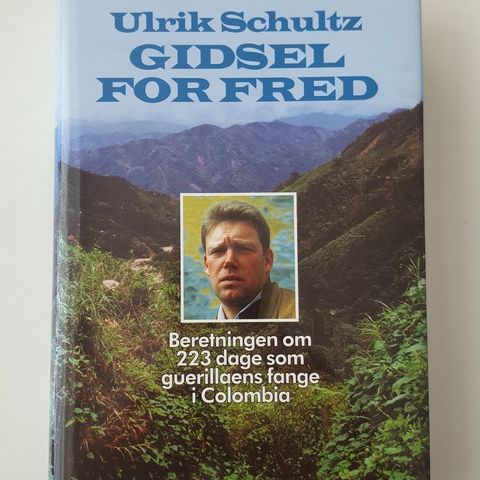 Ulrik Schultz
GIDSEL
FOR FRED
Beretningen om
223 dage som
guerillaens fange
i Colombia